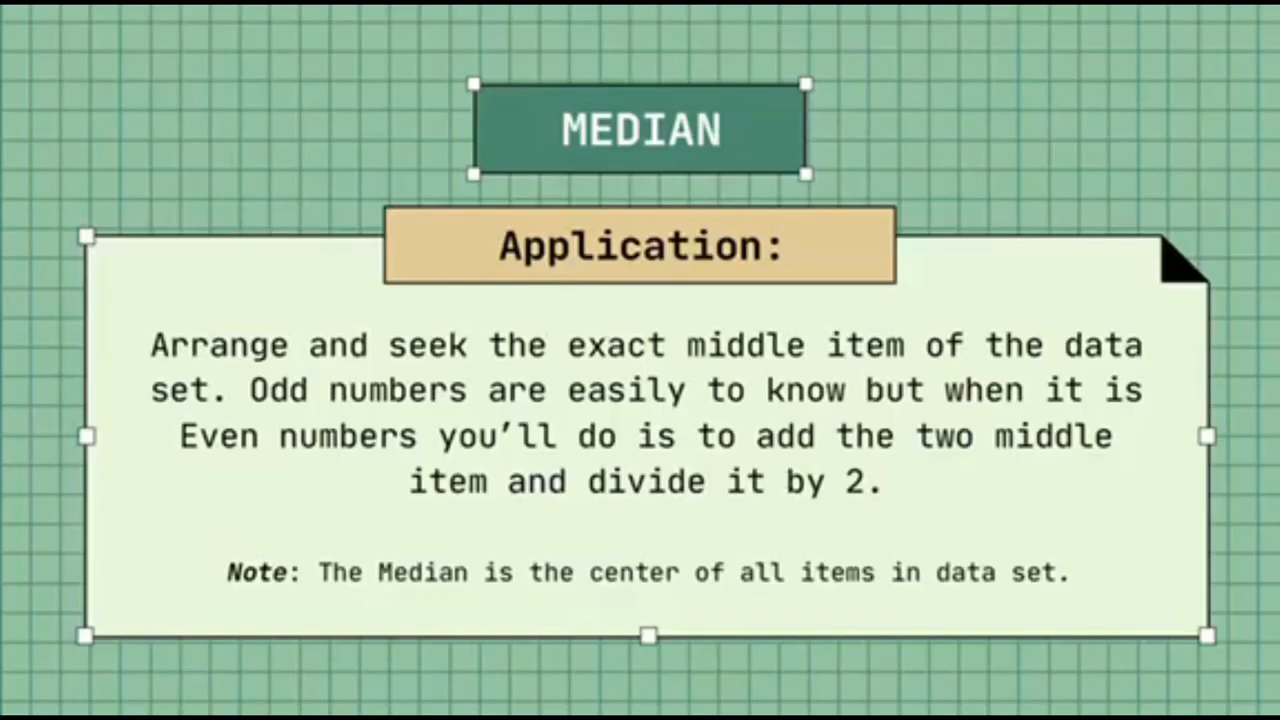 MEDIAN
Application:
Arrange and seek the exact middle item of the data
set. Odd numbers are easily to know but when it is
Even numbers you’ll do is to add the two middle
item and divide it by 2.
Note: The Median is the center of all items in data set.